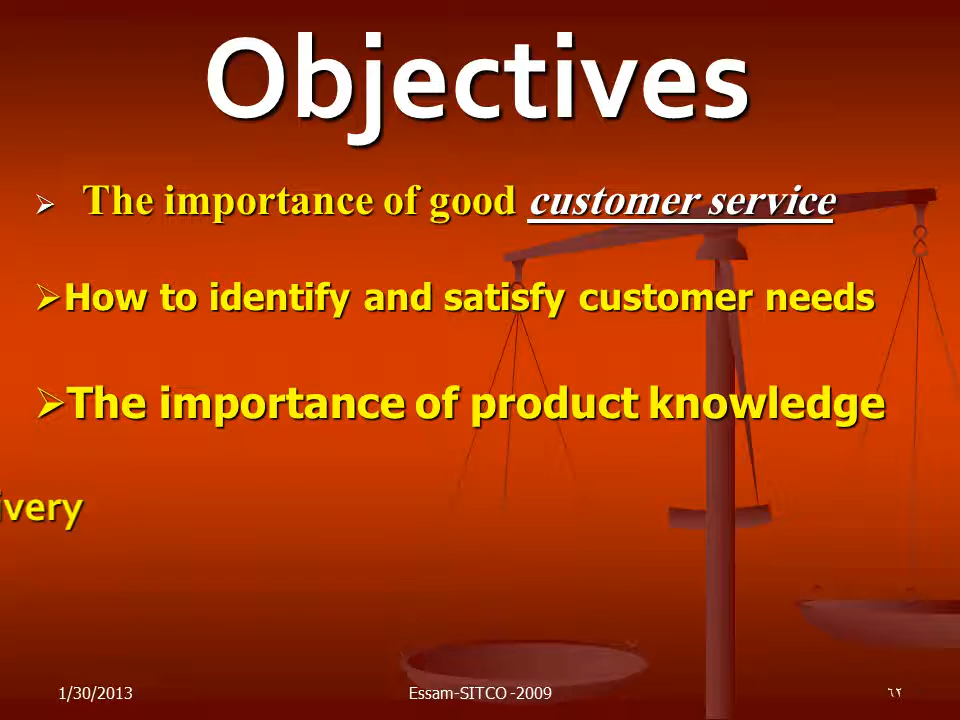 Objectives
➢ The importance of good customer service
➢How to identify and satisfy customer needs
➢The importance of product knowledge
ivery
1/30/2013
Essam-SITCO -2009
٦٢